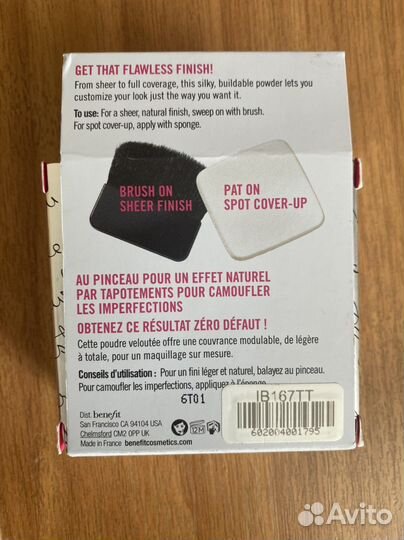 GET THAT FLAWLESS FINISH!
From sheer to full coverage, this silky, buildable powder lets you
customize your look just the way you want it.
To use: For a sheer, natural finish, sweep on with brush.
For spot cover-up, apply with sponge.
BRUSH ON
SHEER FINISH
PAT ON
SPOT COVER-UP
AU PINCEAU POUR UN EFFET NATUREL
PAR TAPOTEMENTS POUR CAMOUFLER
LES IMPERFECTIONS
OBTENEZ CE RÉSULTAT ZÉRO DÉFAUT !
Cette poudre veloutée offre une couvrance modulable, de légère
à totale, pour un maquillage sur mesure.
Conseils d'utilisation : Pour un fini léger et naturel, balayez au pinceau.
Pour camoufler les imperfections, appliquez à l'éponge.
6T01
IB167TT
602004001795
Dist. benefit
San Francisco CA 94104 USA
Chelmsford CM2 0PP UK
Made in France benefitcosmetics.com
12M
Avito